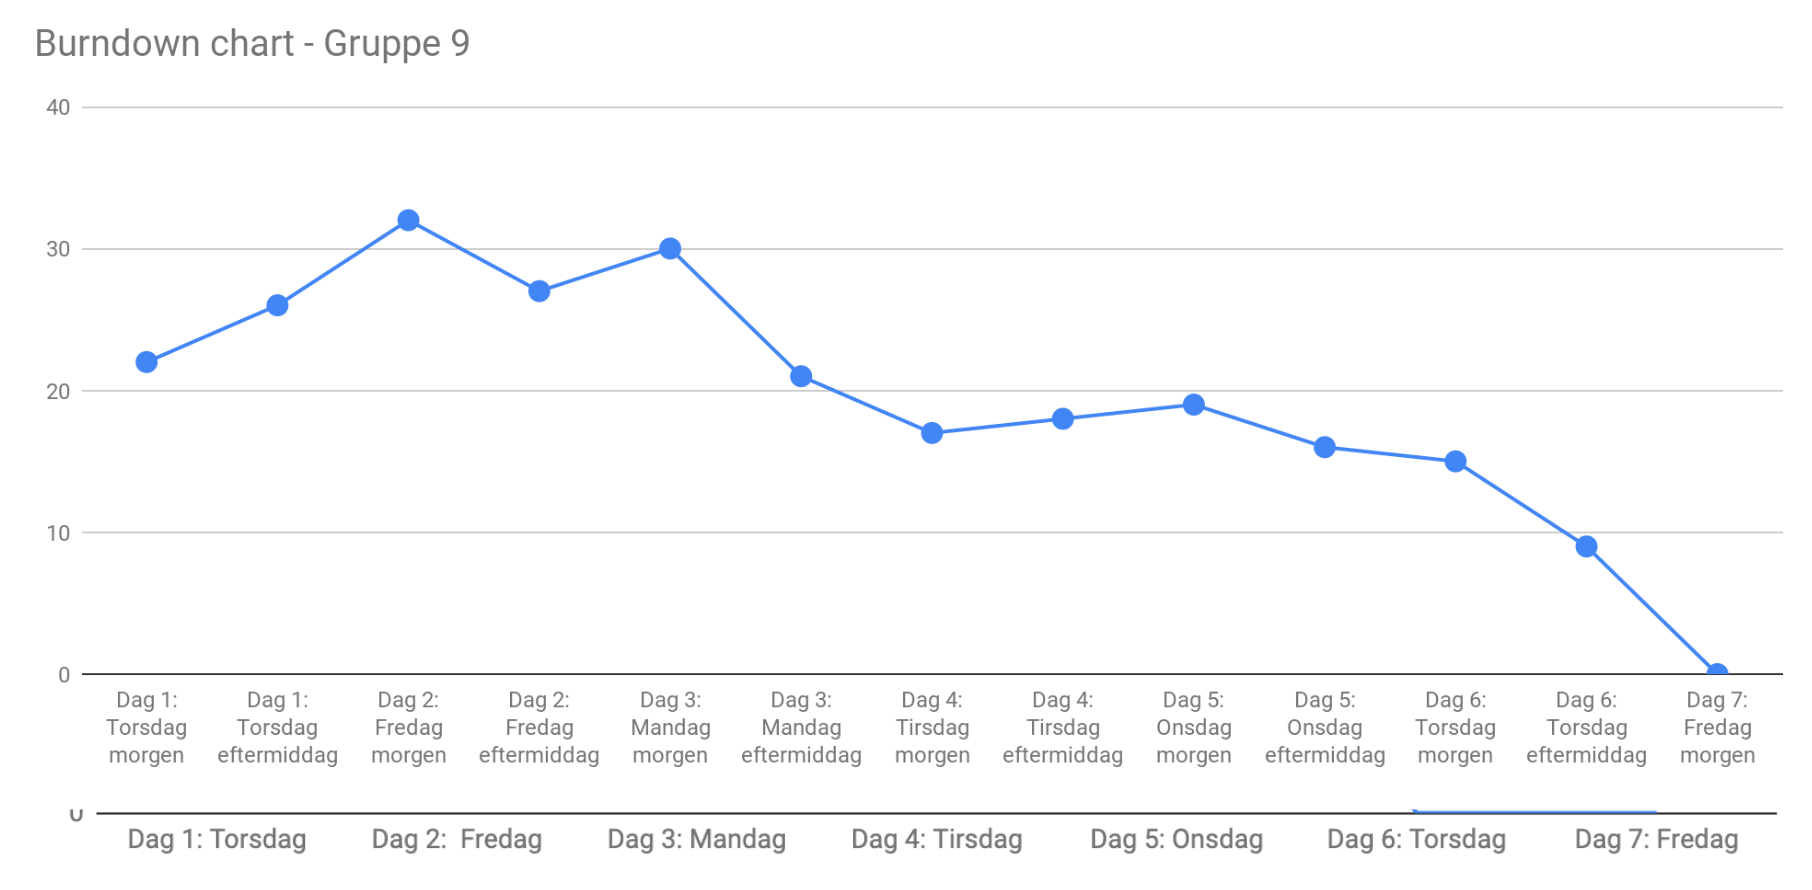 Burndown chart - Gruppe 9
40
30
20
10
0
Dag 1: Torsdag morgen
Dag 1: Torsdag eftermiddag
Dag 2: Fredag morgen
Dag 2: Fredag eftermiddag
Dag 3: Mandag morgen
Dag 3: Mandag eftermiddag
Dag 4: Tirsdag morgen
Dag 4: Tirsdag eftermiddag
Dag 5: Onsdag morgen
Dag 5: Onsdag eftermiddag
Dag 6: Torsdag morgen
Dag 6: Torsdag eftermiddag
Dag 7: Fredag morgen
0
Dag 1: Torsdag
Dag 2: Fredag
Dag 3: Mandag
Dag 4: Tirsdag
Dag 5: Onsdag
Dag 6: Torsdag
Dag 7: Fredag